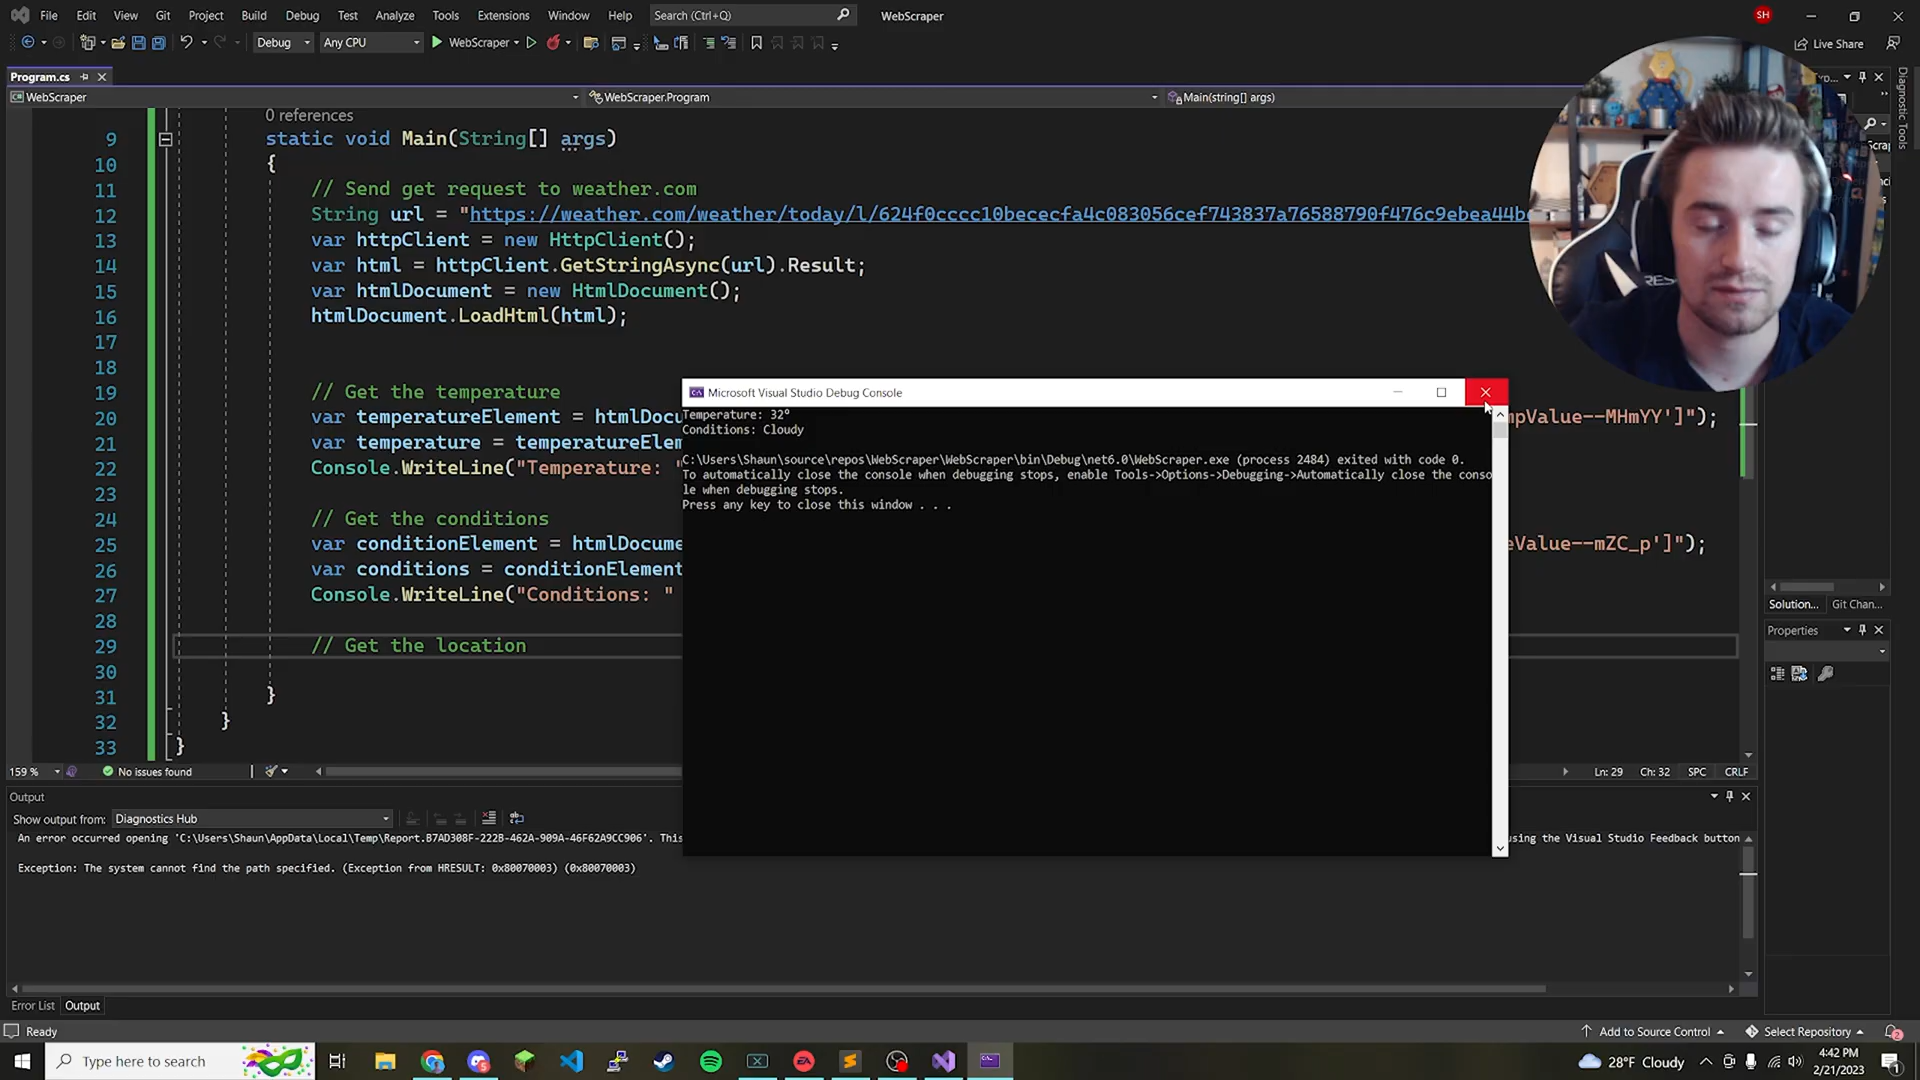 File Edit View Git Project Build Debug Test Analyze Tools Extensions Window Help Search (Ctrl+Q) WebScraper SH
Debug Any CPU WebScraper Live Share
Program.cs
WebScraper WebScraper.Program Main(string[] args)
Diagnostic Tools
0 references
9 static void Main(String[] args)
10 {
11 // Send get request to weather.com
12 String url = "https://weather.com/weather/today/l/624f0cccc10bececfa4c083056cef743837a76588790f476c9ebea44b
13 var httpClient = new HttpClient();
14 var html = httpClient.GetStringAsync(url).Result;
15 var htmlDocument = new HtmlDocument();
16 htmlDocument.LoadHtml(html);
17
18
19 // Get the temperature
20 var temperatureElement = htmlDocu mpValue--MHmYY']");
21 var temperature = temperatureElem
22 Console.WriteLine("Temperature: "
23
24 // Get the conditions
25 var conditionElement = htmlDocume eValue--mZC_p']");
26 var conditions = conditionElement
27 Console.WriteLine("Conditions: "
28
29 // Get the location
30
31 }
32 }
33 }
Microsoft Visual Studio Debug Console
Temperature: 32°
Conditions: Cloudy
C:\Users\Shaun\source\repos\WebScraper\WebScraper\bin\Debug\net6.0\WebScraper.exe (process 2484) exited with code 0.
To automatically close the console when debugging stops, enable Tools->Options->Debugging->Automatically close the conso
le when debugging stops.
Press any key to close this window . . .
Solution... Git Chan...
Properties
159 % No issues found Ln: 29 Ch: 32 SPC CRLF
Output
Show output from: Diagnostics Hub
An error occurred opening 'C:\Users\Shaun\AppData\Local\Temp\Report.B7AD308F-222B-462A-909A-46F62A9CC906'. This using the Visual Studio Feedback button
Exception: The system cannot find the path specified. (Exception from HRESULT: 0x80070003) (0x80070003)
Error List Output
Ready Add to Source Control Select Repository 2
Type here to search 28°F Cloudy 4:42 PM
2/21/2023 1